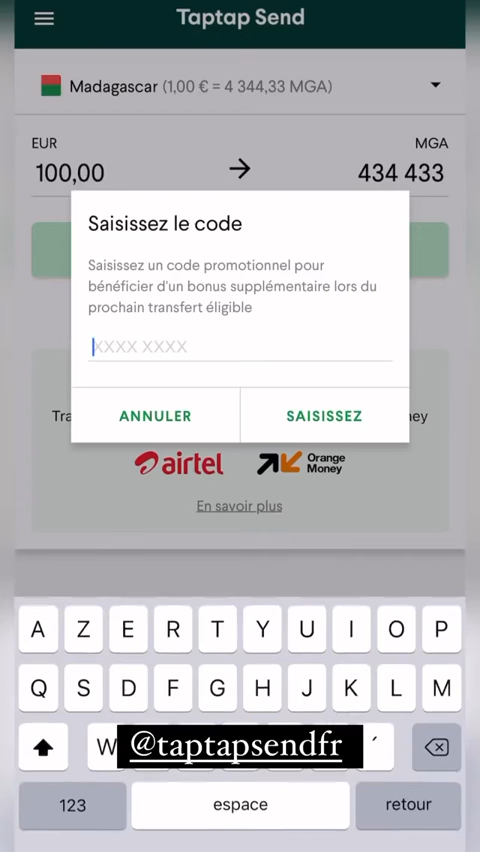 Taptap Send
Madagascar (1,00 € = 4 344,33 MGA)
EUR
MGA
100,00
434 433
Saisissez le code
Saisissez un code promotionnel pour
bénéficier d'un bonus supplémentaire lors du
prochain transfert éligible
XXXX XXXX
ANNULER
SAISISSEZ
airtel
Orange
Money
En savoir plus
A Z E R T Y U I O P
Q S D F G H J K L M
W
@taptapsendfr
´
123
espace
retour